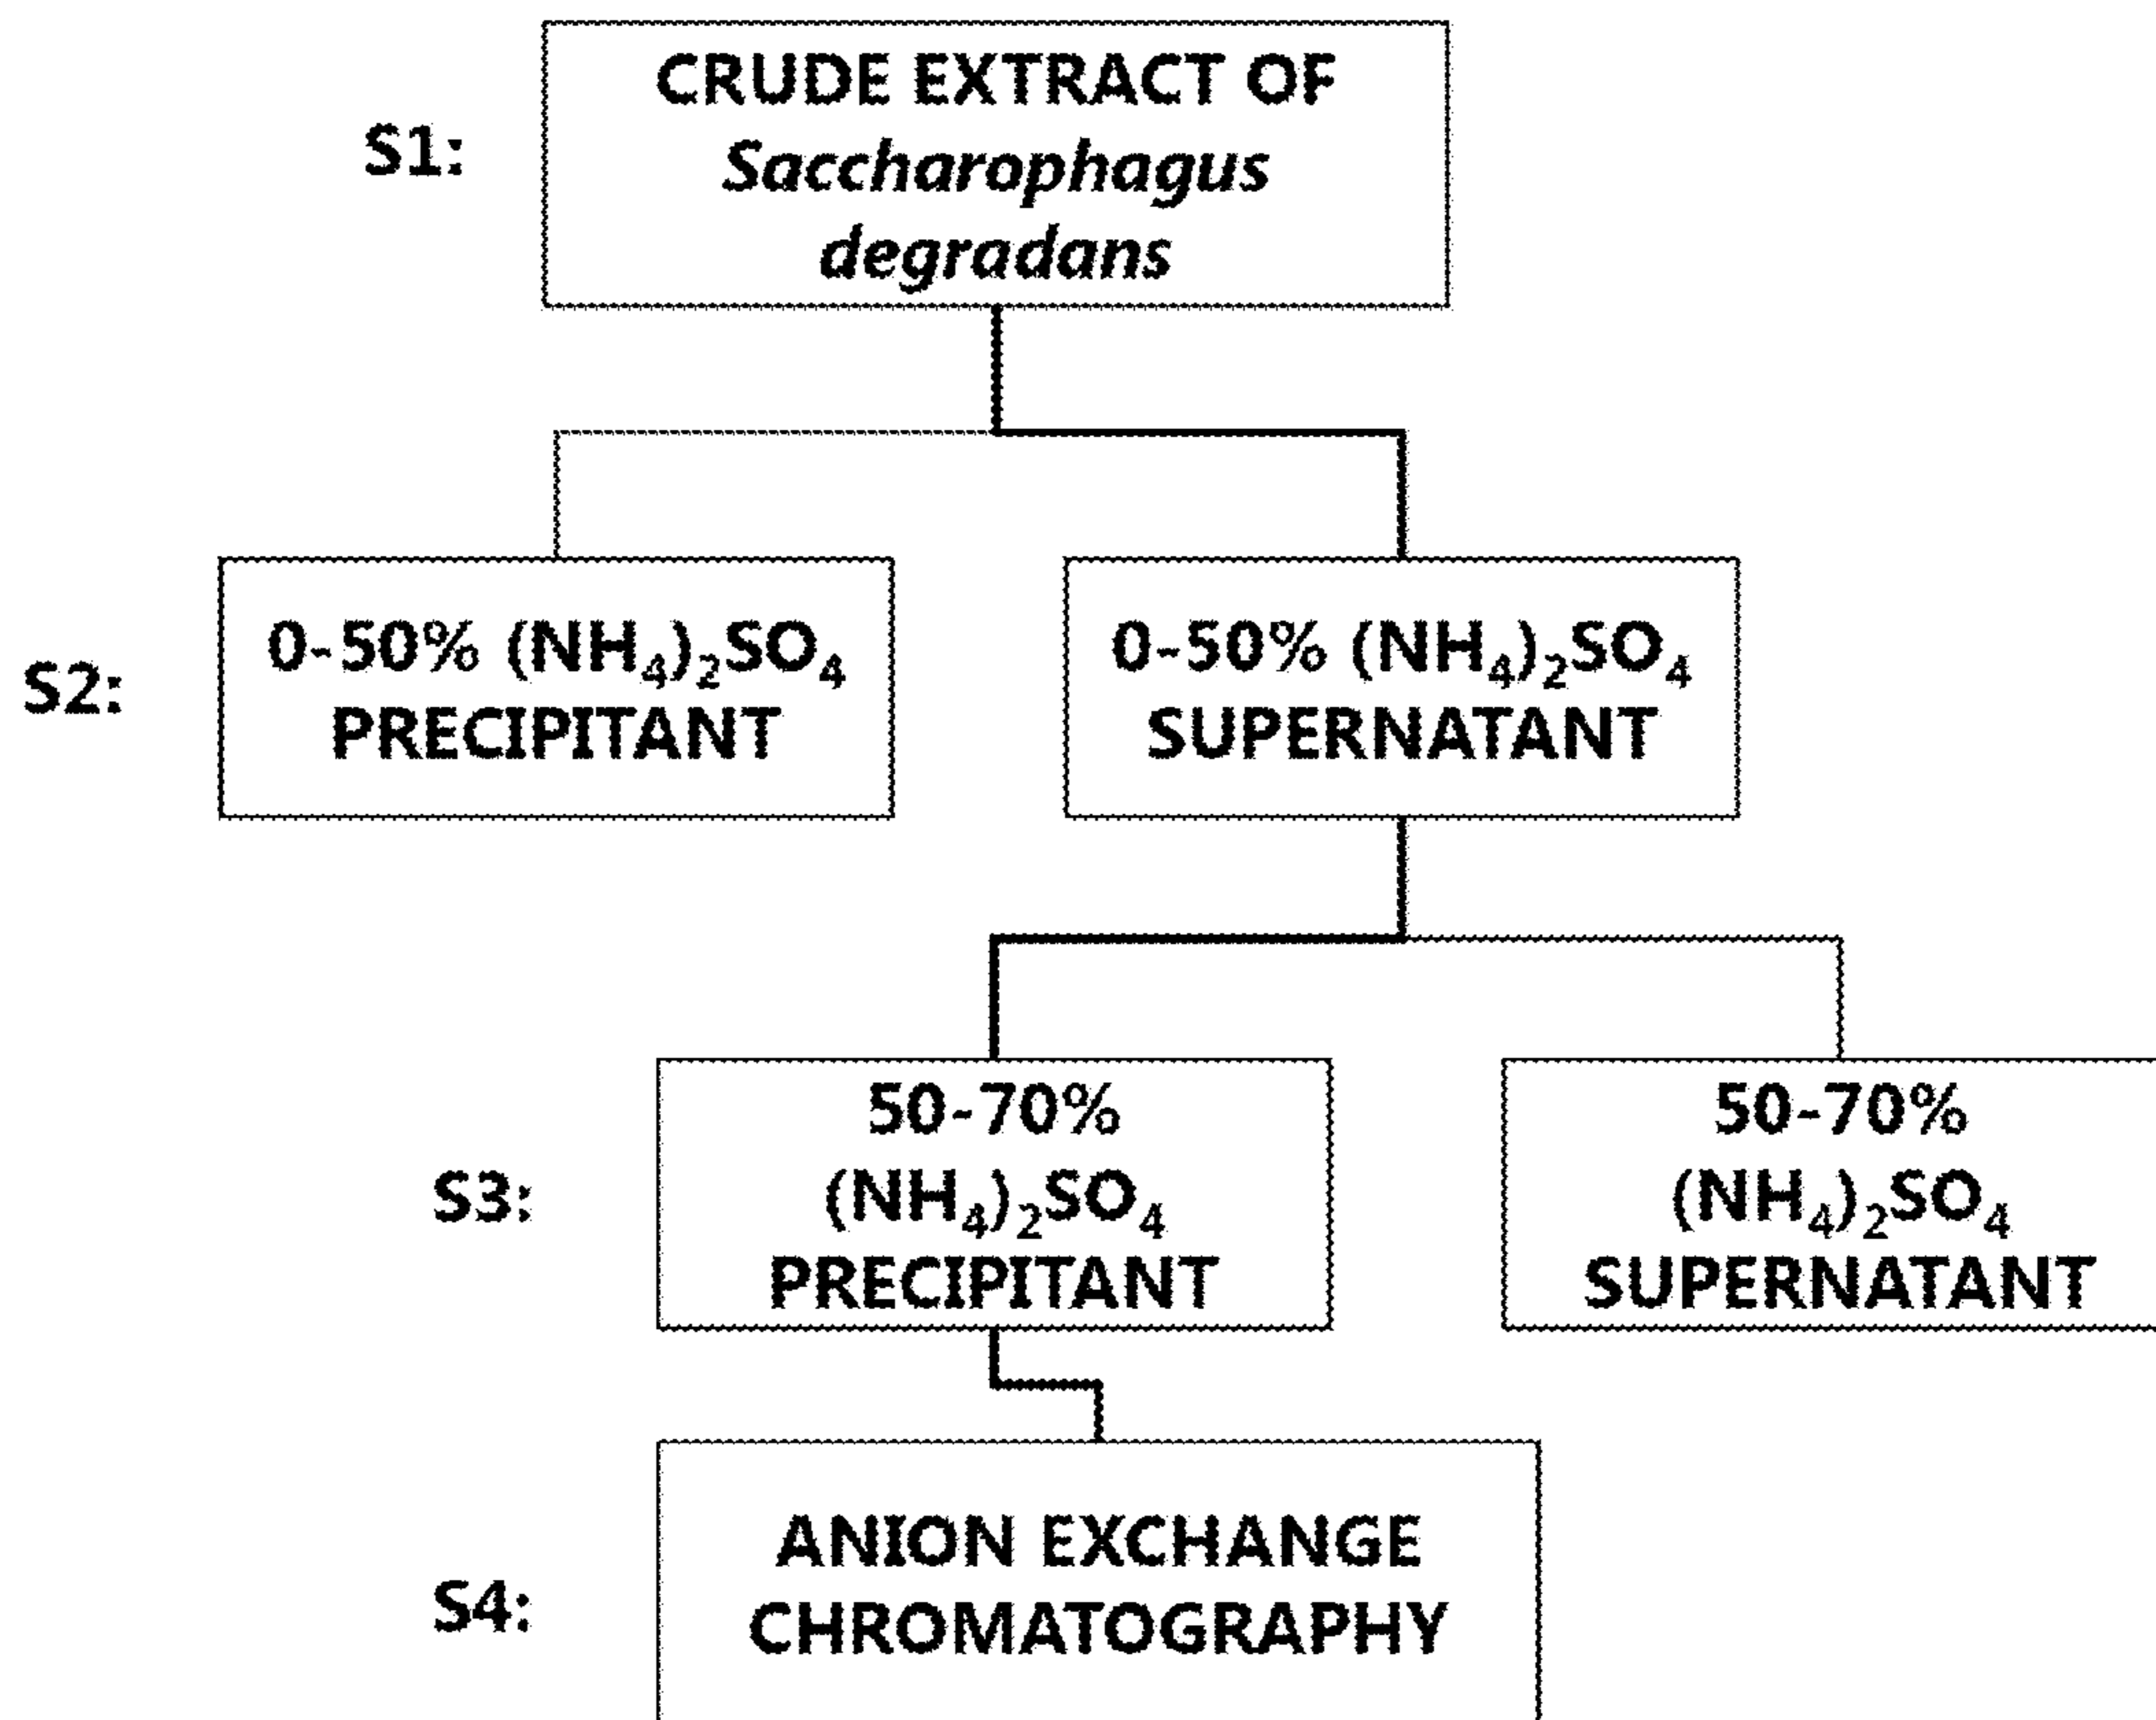 CRUDE EXTRACT OF
S1:
Saccharophagus
degradans
0-50% (NH₄)₂SO₄
PRECIPITANT
0-50% (NH₄)₂SO₄
SUPERNATANT
S2:
50-70%
(NH₄)₂SO₄
PRECIPITANT
50-70%
(NH₄)₂SO₄
SUPERNATANT
S3:
ANION EXCHANGE
CHROMATOGRAPHY
S4: